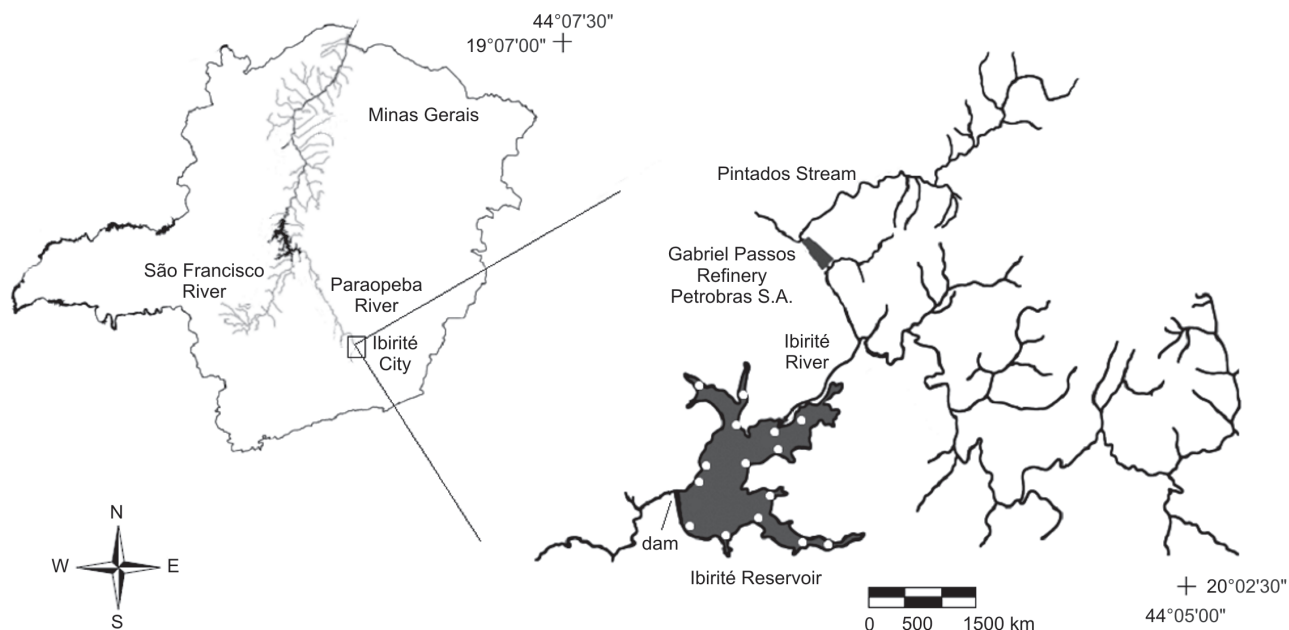 44°07'30"
19°07'00"
Minas Gerais
Pintados Stream
Gabriel Passos
Refinery
Petrobras S.A.
São Francisco
River
Paraopeba
River
Ibirité
City
Ibirité
River
N
W
E
S
dam
Ibirité Reservoir
20°02'30"
44°05'00"
0 500 1500 km